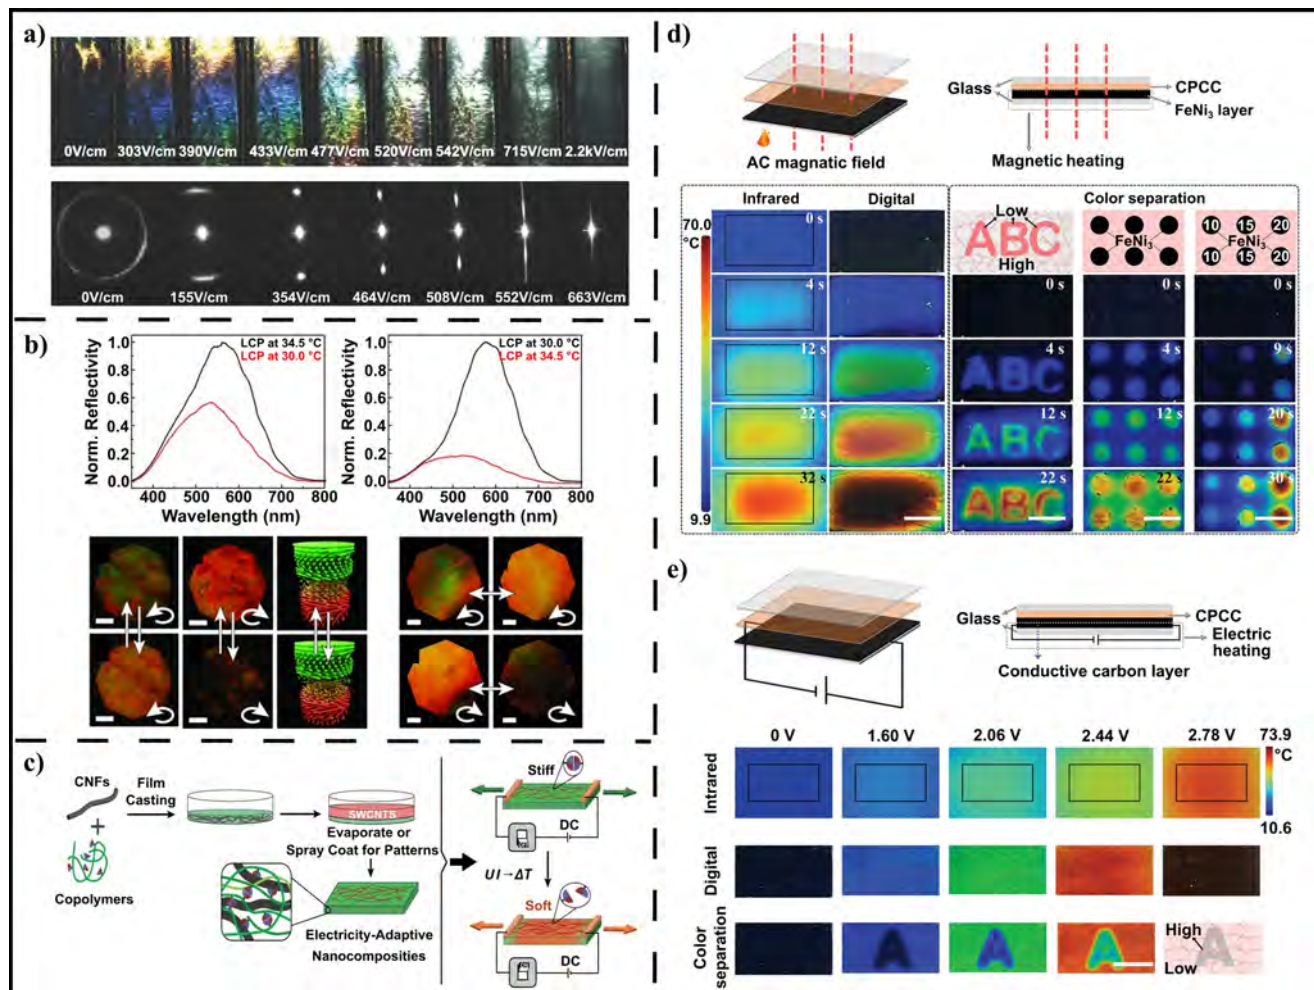 a)
0V/cm 303V/cm 390V/cm 433V/cm 477V/cm 520V/cm 542V/cm 715V/cm 2.2kV/cm
0V/cm 155V/cm 354V/cm 464V/cm 508V/cm 552V/cm 663V/cm
b)
LCP at 34.5 °C
LCP at 30.0 °C
Norm. Reflectivity
1.0
0.8
0.6
0.4
0.2
0.0
400 500 600 700 800
Wavelength (nm)
LCP at 30.0 °C
LCP at 34.5 °C
Norm. Reflectivity
1.0
0.8
0.6
0.4
0.2
0.0
400 500 600 700 800
Wavelength (nm)
c)
CNFs
+
Copolymers
Film
Casting
SWCNTS
Evaporate or
Spray Coat for Patterns
Electricity-Adaptive
Nanocomposities
Stiff
DC
UI→ΔT
Soft
DC
d)
AC magnatic field
Glass
CPCC
FeNi₃ layer
Magnetic heating
Infrared Digital Color separation
70.0
°C
9.9
0 s
4 s
12 s
22 s
32 s
Low
ABC
High
0 s
4 s
ABC
12 s
ABC
22 s
ABC
FeNi₃
0 s
4 s
12 s
22 s
10 15 20
FeNi₃
10 15 20
0 s
9 s
20 s
30 s
e)
Glass
CPCC
Electric
heating
Conductive carbon layer
0 V 1.60 V 2.06 V 2.44 V 2.78 V 73.9
°C
10.6
Infrared
Digital
Color
separation
A A A
High
A
Low